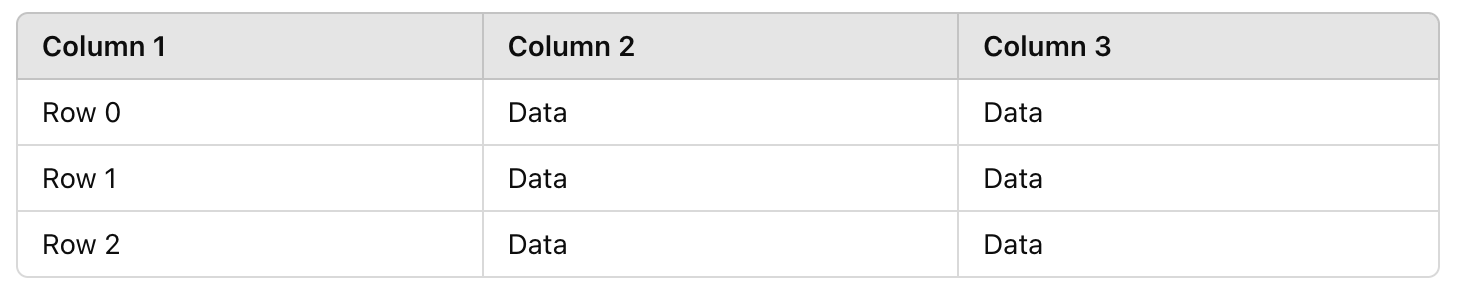 Column 1 Column 2 Column 3
Row 0 Data Data
Row 1 Data Data
Row 2 Data Data